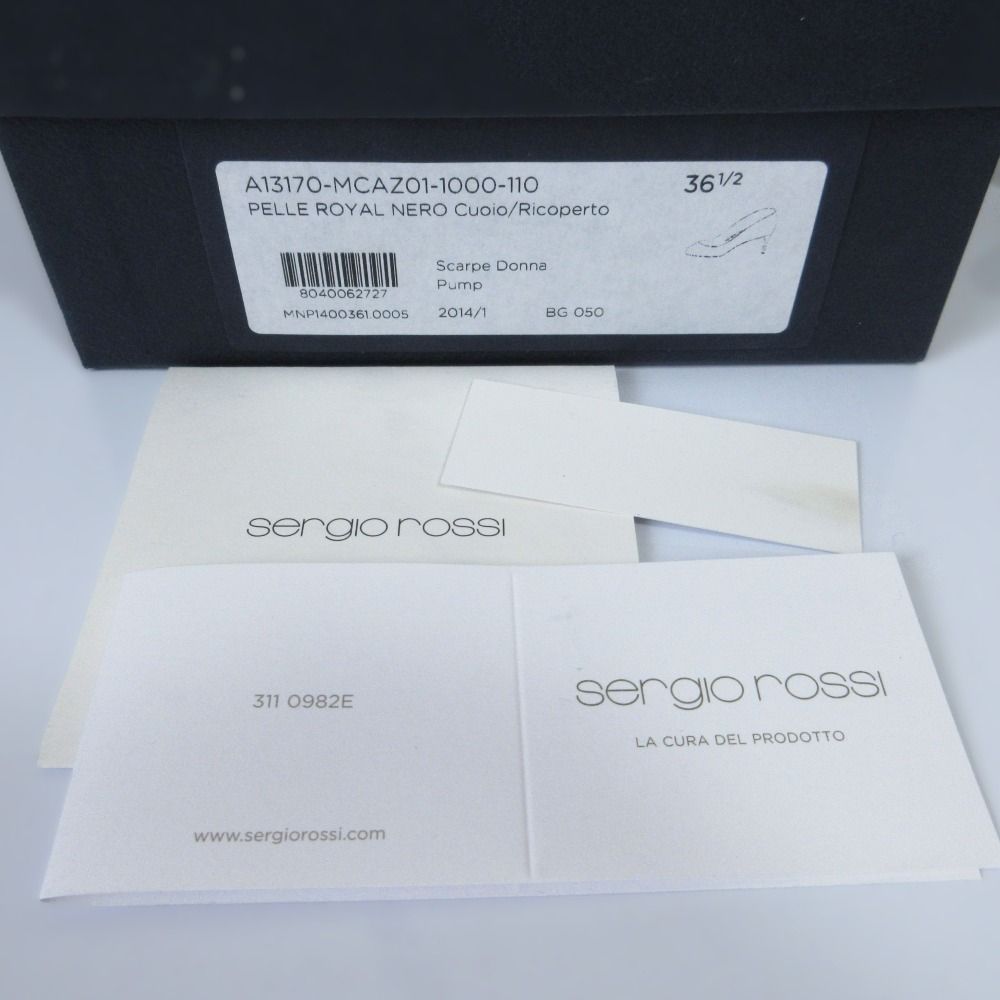 A13170-MCAZ01-1000-110
36 1/2
PELLE ROYAL NERO Cuoio/Ricoperto
Scarpe Donna
Pump
8040062727
MNP1400361.0005
2014/1
BG 050
sergio rossi
311 0982E
www.sergiorossi.com
sergio rossi
LA CURA DEL PRODOTTO